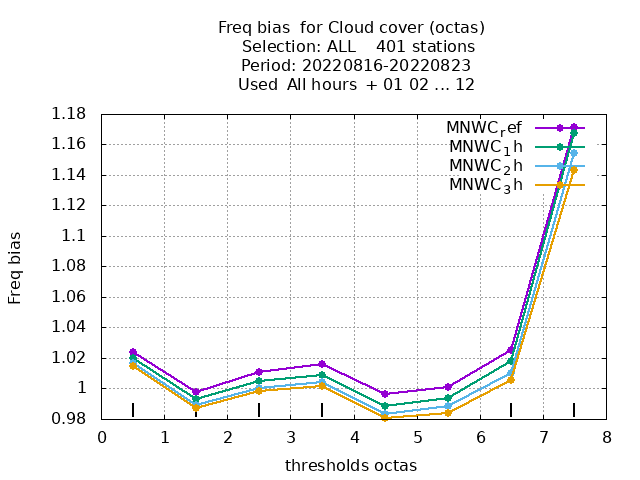 Freq bias  for Cloud cover (octas)
Selection: ALL    401 stations
Period: 20220816-20220823
Used  All hours  + 01 02 ... 12
MNWC_ref
MNWC_1h
MNWC_2h
MNWC_3h
1.18
1.16
1.14
1.12
1.1
1.08
1.06
1.04
1.02
1
0.98
Freq bias
0 1 2 3 4 5 6 7 8
thresholds octas